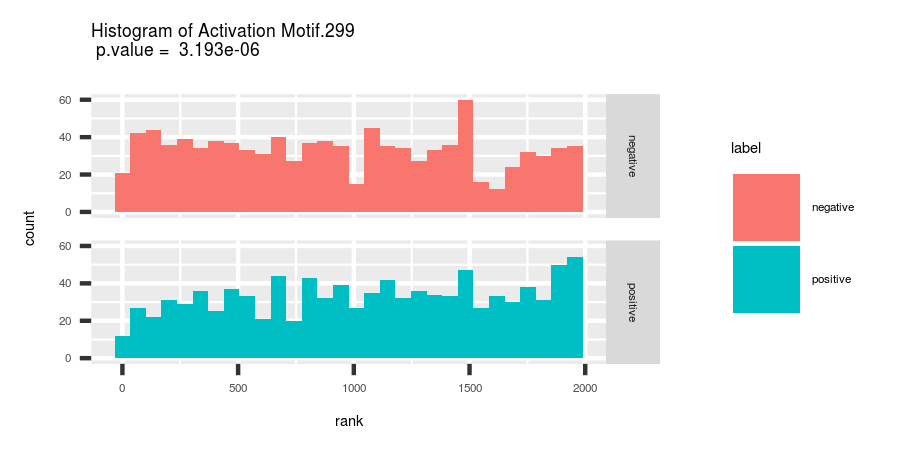 Histogram of Activation Motif.299
p.value = 3.193e-06
count
60
40
20
0
negative
60
40
20
0
positive
0
500
1000
1500
2000
rank
label
negative
positive